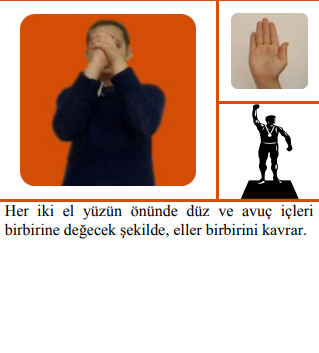 Her iki el yüzün önünde düz ve avuç içleri
birbirine değecek şekilde, eller birbirini kavrar.